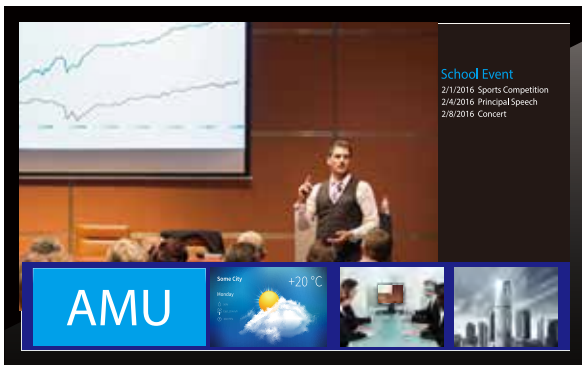 School Event
2/1/2016 Sports Competition
2/4/2016 Principal Speech
2/8/2016 Concert
AMU
Some City
+20 °C
Monday